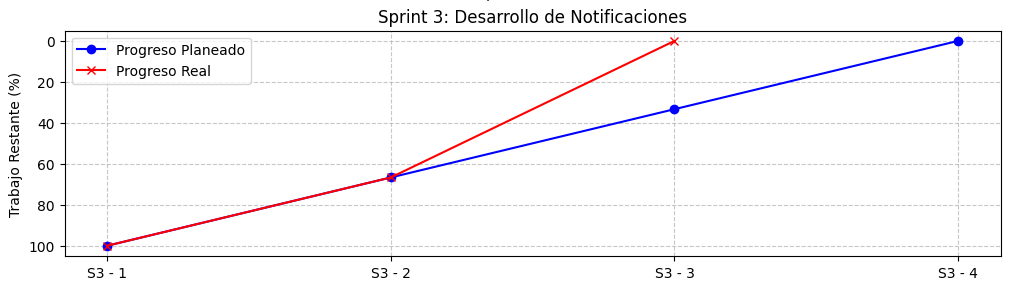 Sprint 3: Desarrollo de Notificaciones
Progreso Planeado
Progreso Real
Trabajo Restante (%)
0
20
40
60
80
100
S3 - 1
S3 - 2
S3 - 3
S3 - 4